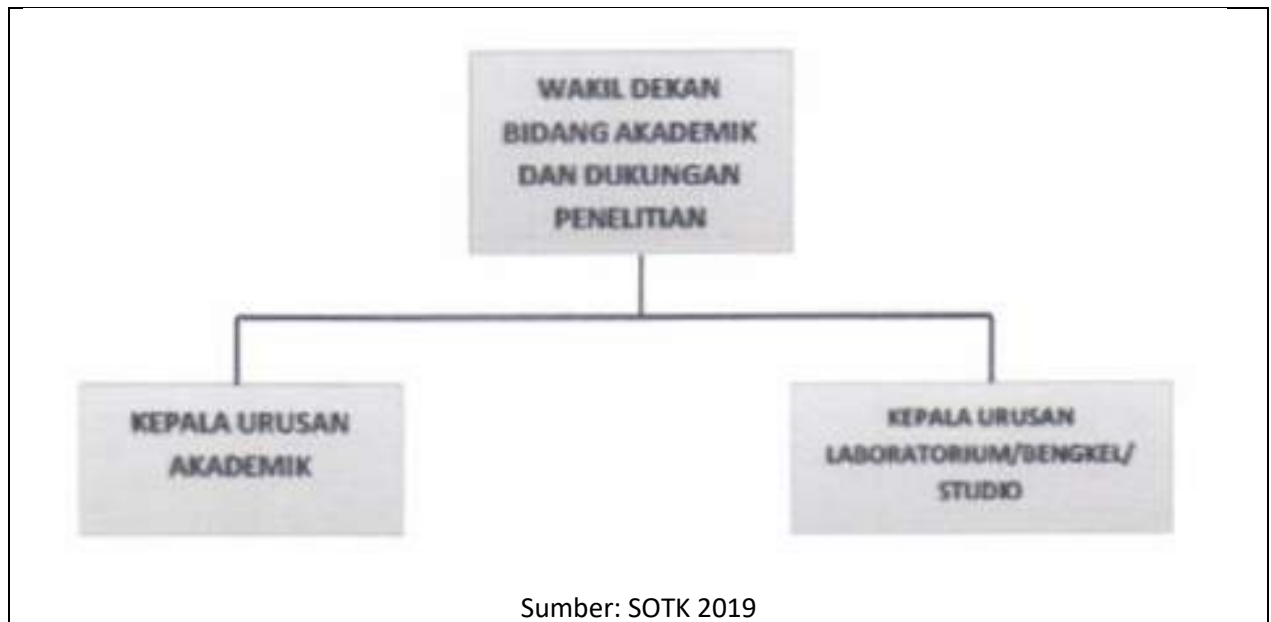 WAKIL DEKAN
BIDANG AKADEMIK
DAN DUKUNGAN
PENELITIAN
KEPALA URUSAN
AKADEMIK
KEPALA URUSAN
LABORATORIUM/BENGKEL/
STUDIO
Sumber: SOTK 2019